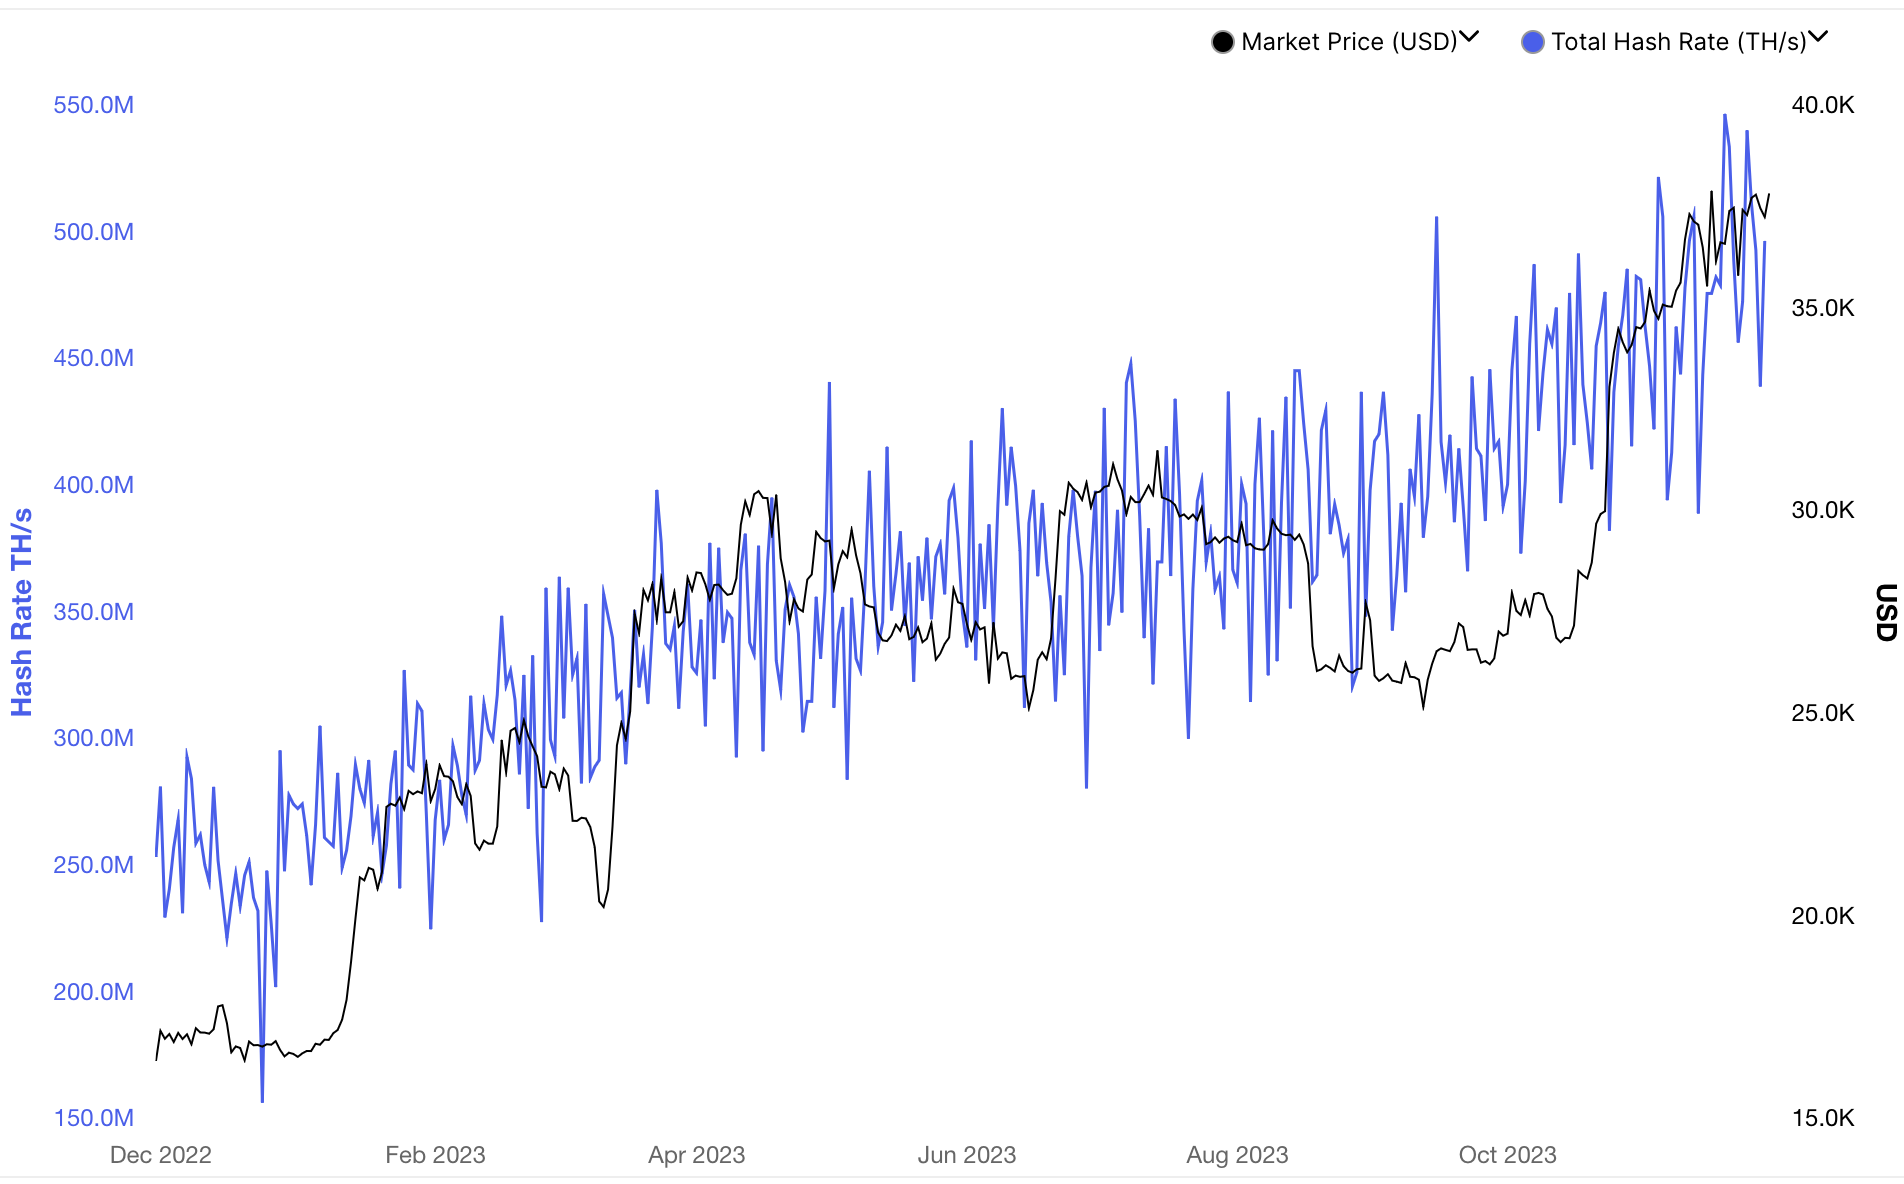 Market Price (USD) Total Hash Rate (TH/s)
550.0M 40.0K
500.0M
35.0K
450.0M
400.0M
30.0K
350.0M
Hash Rate TH/s
USD
300.0M
25.0K
250.0M
20.0K
200.0M
150.0M 15.0K
Dec 2022 Feb 2023 Apr 2023 Jun 2023 Aug 2023 Oct 2023